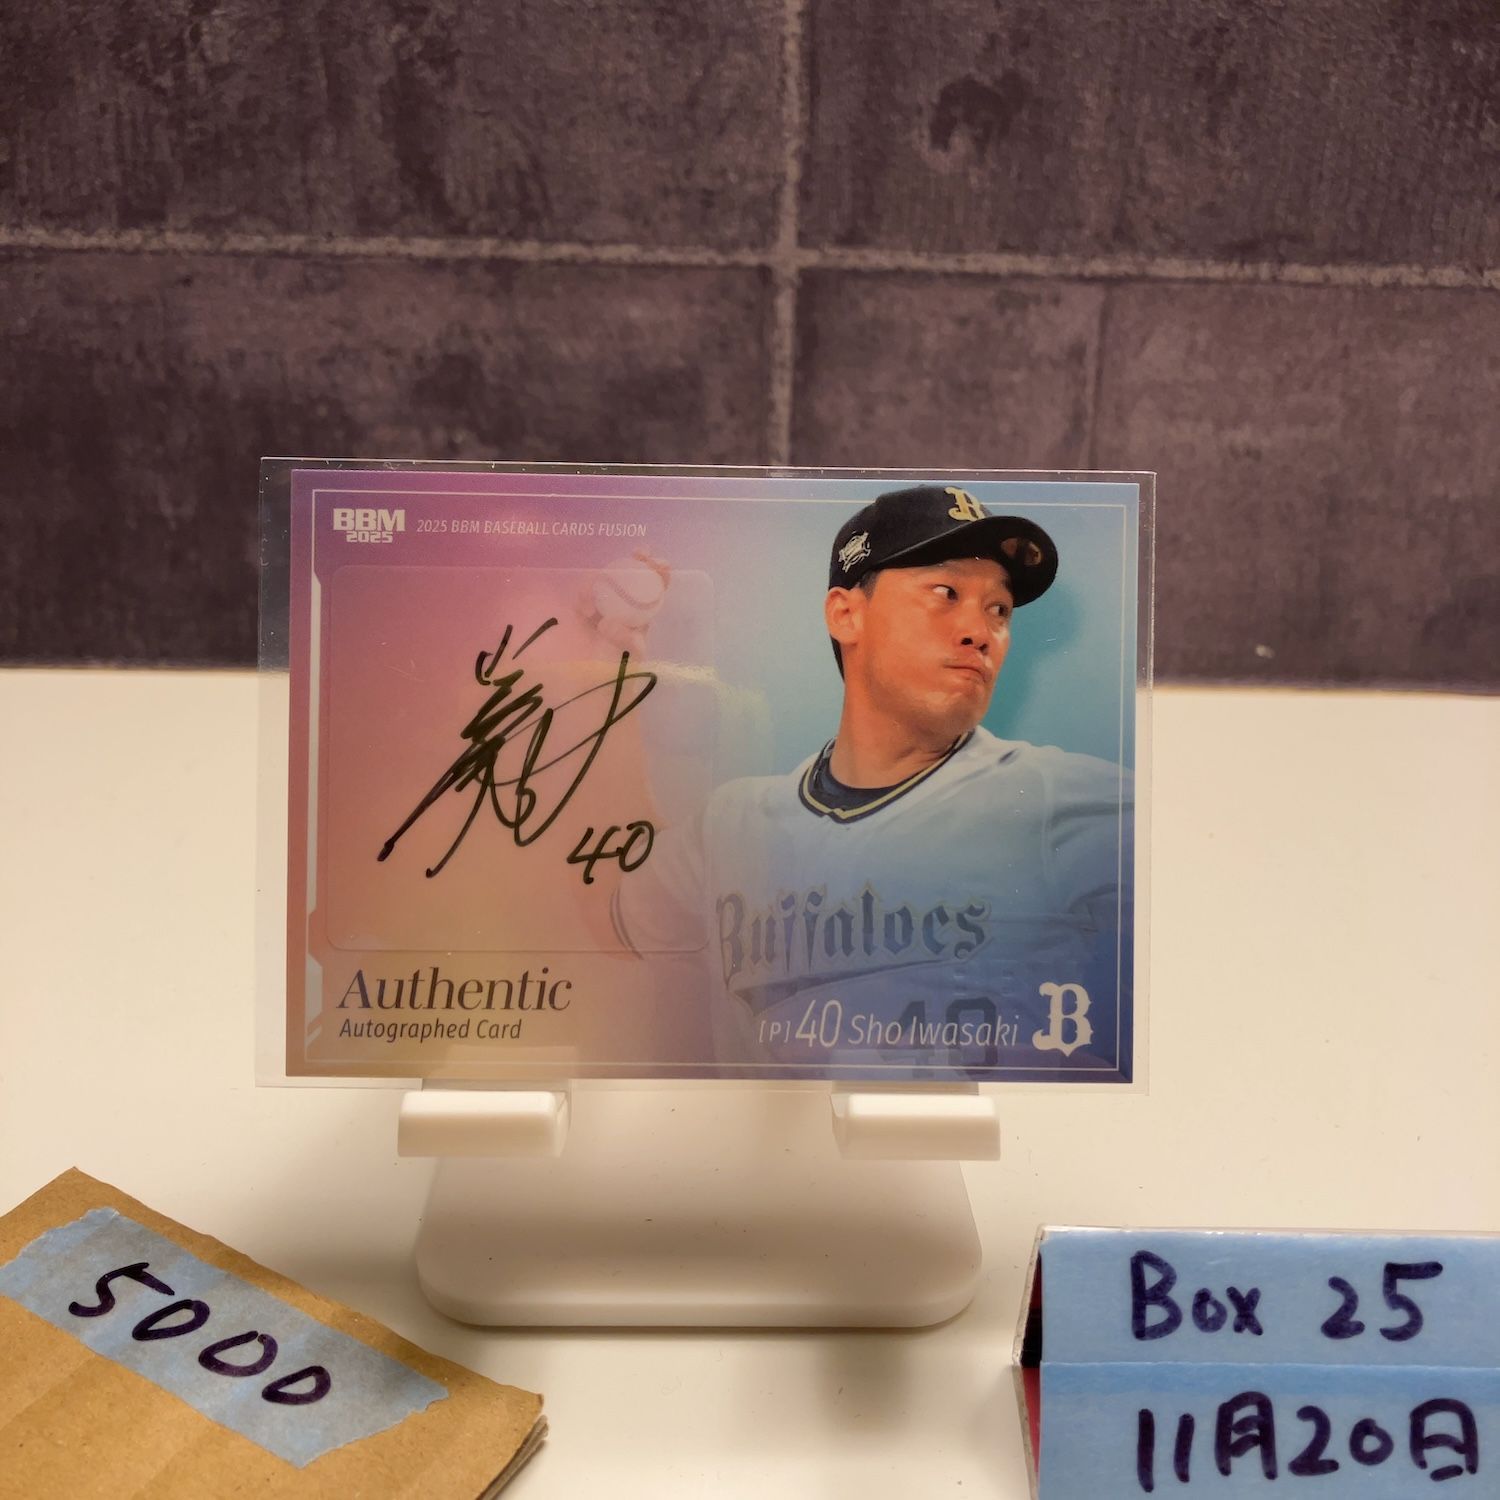 BBM
2025
2025 BBM BASEBALL CARDS FUSION
B
40
Buffaloes
40
Authentic
Autographed Card
[P] 40 Sho Iwasaki B
5000
Box 25
11月20日